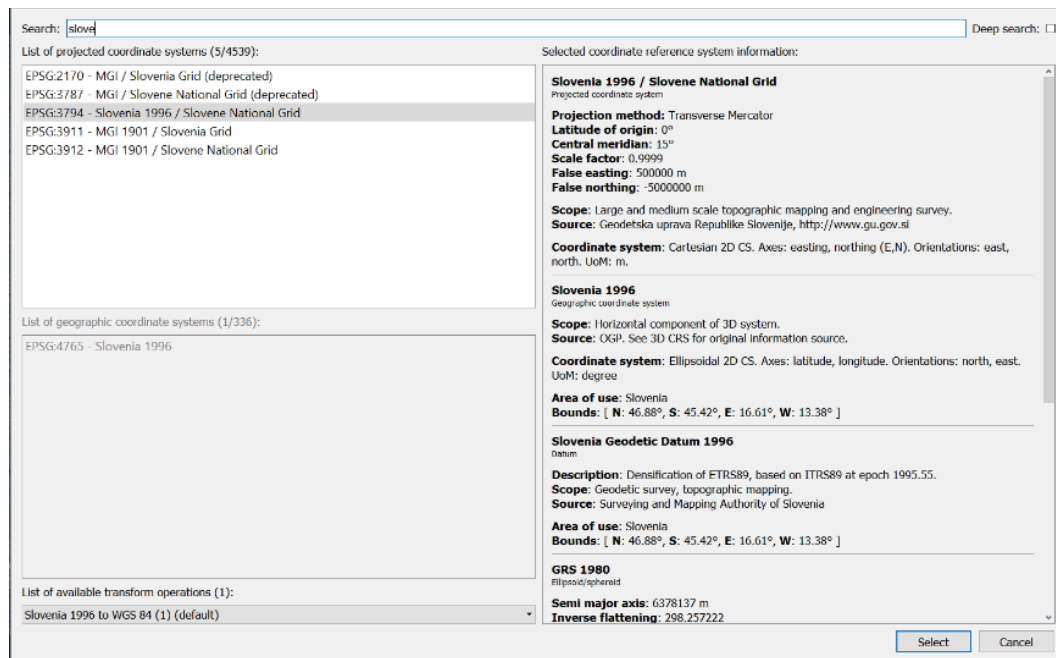 Search: slove
Deep search:
List of projected coordinate systems (5/4539):
EPSG:2170 - MGI / Slovenia Grid (deprecated)
EPSG:3787 - MGI / Slovene National Grid (deprecated)
EPSG:3794 - Slovenia 1996 / Slovene National Grid
EPSG:3911 - MGI 1901 / Slovenia Grid
EPSG:3912 - MGI 1901 / Slovene National Grid
List of geographic coordinate systems (1/336):
EPSG:4765 - Slovenia 1996
List of available transform operations (1):
Slovenia 1996 to WGS 84 (1) (default)
Selected coordinate reference system information:
Slovenia 1996 / Slovene National Grid
Projected coordinate system
Projection method: Transverse Mercator
Latitude of origin: 0°
Central meridian: 15°
Scale factor: 0.9999
False easting: 500000 m
False northing: -5000000 m
Scope: Large and medium scale topographic mapping and engineering survey.
Source: Geodetska uprava Republike Slovenije, http://www.gu.gov.si
Coordinate system: Cartesian 2D CS. Axes: easting, northing (E,N). Orientations: east,
north. UoM: m.
Slovenia 1996
Geographic coordinate system
Scope: Horizontal component of 3D system.
Source: OGP. See 3D CRS for original information source.
Coordinate system: Ellipsoidal 2D CS. Axes: latitude, longitude. Orientations: north, east.
UoM: degree
Area of use: Slovenia
Bounds: [ N: 46.88°, S: 45.42°, E: 16.61°, W: 13.38° ]
Slovenia Geodetic Datum 1996
Datum
Description: Densification of ETRS89, based on ITRS89 at epoch 1995.55.
Scope: Geodetic survey, topographic mapping.
Source: Surveying and Mapping Authority of Slovenia
Area of use: Slovenia
Bounds: [ N: 46.88°, S: 45.42°, E: 16.61°, W: 13.38° ]
GRS 1980
Ellipsoid/spheroid
Semi major axis: 6378137 m
Inverse flattening: 298.257222
Select
Cancel